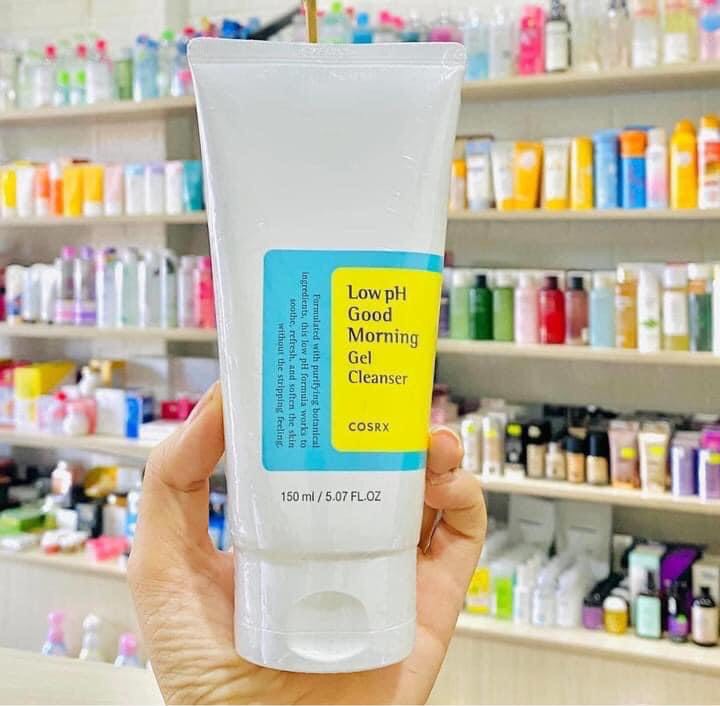 Low pH
Good
Morning
Gel
Cleanser
COSRX
Formulated with purifying botanical
ingredients, this low pH formula works to
soothe, refresh, and soften the skin
without the stripping feeling.
150 ml / 5.07 FL.OZ